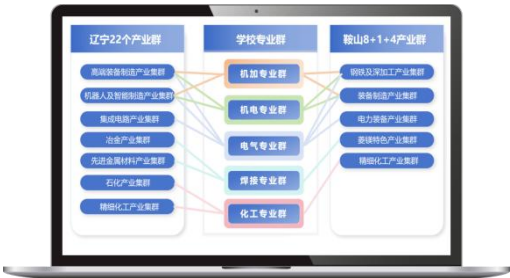 辽宁22个产业群
学校专业群
鞍山8+1+4产业群
高端装备制造产业集群
机器人及智能制造产业集群
集成电路产业集群
冶金产业集群
先进金属材料产业集群
石化产业集群
精细化工产业集群
机加专业群
机电专业群
电气专业群
焊接专业群
化工专业群
钢铁及深加工产业集群
装备制造产业集群
电力装备产业集群
菱镁特色产业集群
精细化工产业集群